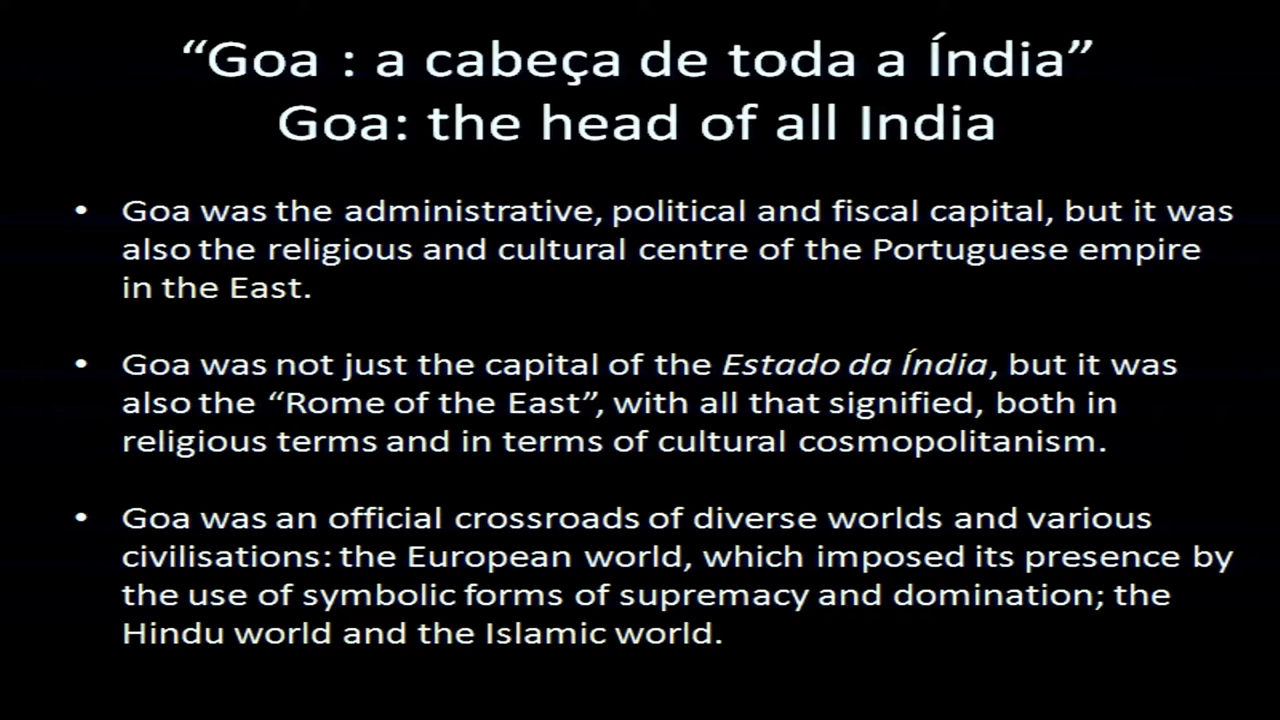 “Goa : a cabeça de toda a Índia”
Goa: the head of all India
• Goa was the administrative, political and fiscal capital, but it was
also the religious and cultural centre of the Portuguese empire
in the East.
• Goa was not just the capital of the Estado da Índia, but it was
also the “Rome of the East”, with all that signified, both in
religious terms and in terms of cultural cosmopolitanism.
• Goa was an official crossroads of diverse worlds and various
civilisations: the European world, which imposed its presence by
the use of symbolic forms of supremacy and domination; the
Hindu world and the Islamic world.